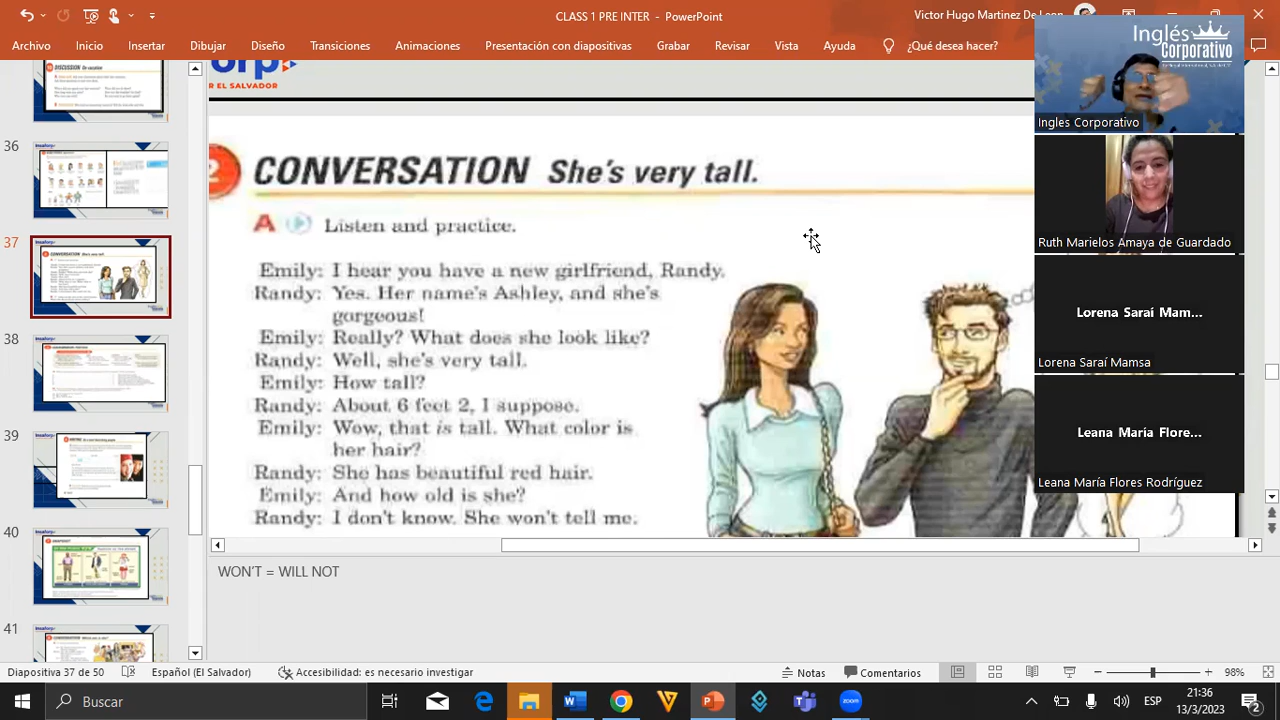 CLASS 1 PRE INTER - PowerPoint
Victor Hugo Martinez De Leon
Archivo Inicio Insertar Dibujar Diseño Transiciones Animaciones Presentación con diapositivas Grabar Revisar Vista Ayuda ¿Qué desea hacer?
Inglés
Corporativo
Ingles Corporativo
Ruth Marielos Amaya de Guardado
Lorena Saraí Mam...
Lorena Saraí Mamsa
Leana María Flore...
Leana María Flores Rodríguez
36
37
38
39
40
41
R EL SALVADOR
2 CONVERSATION She's very tall.
A Listen and practice.
Emily: I hear you have a new girlfriend, Randy.
Randy: Yes. Her name's Ashley, and she's
gorgeous!
Emily: Really? What does she look like?
Randy: Well, she's very tall.
Emily: How tall?
Randy: About 6 feet 2, I suppose.
Emily: Wow, that is tall. What color is
her hair?
Randy: She has beautiful red hair.
Emily: And how old is she?
Randy: I don't know. She won't tell me.
WON'T = WILL NOT
Diapositiva 37 de 50 Español (El Salvador) Accesibilidad: es necesario investigar Notas Comentarios 98%
Buscar
zoom
21:36
13/3/2023
2